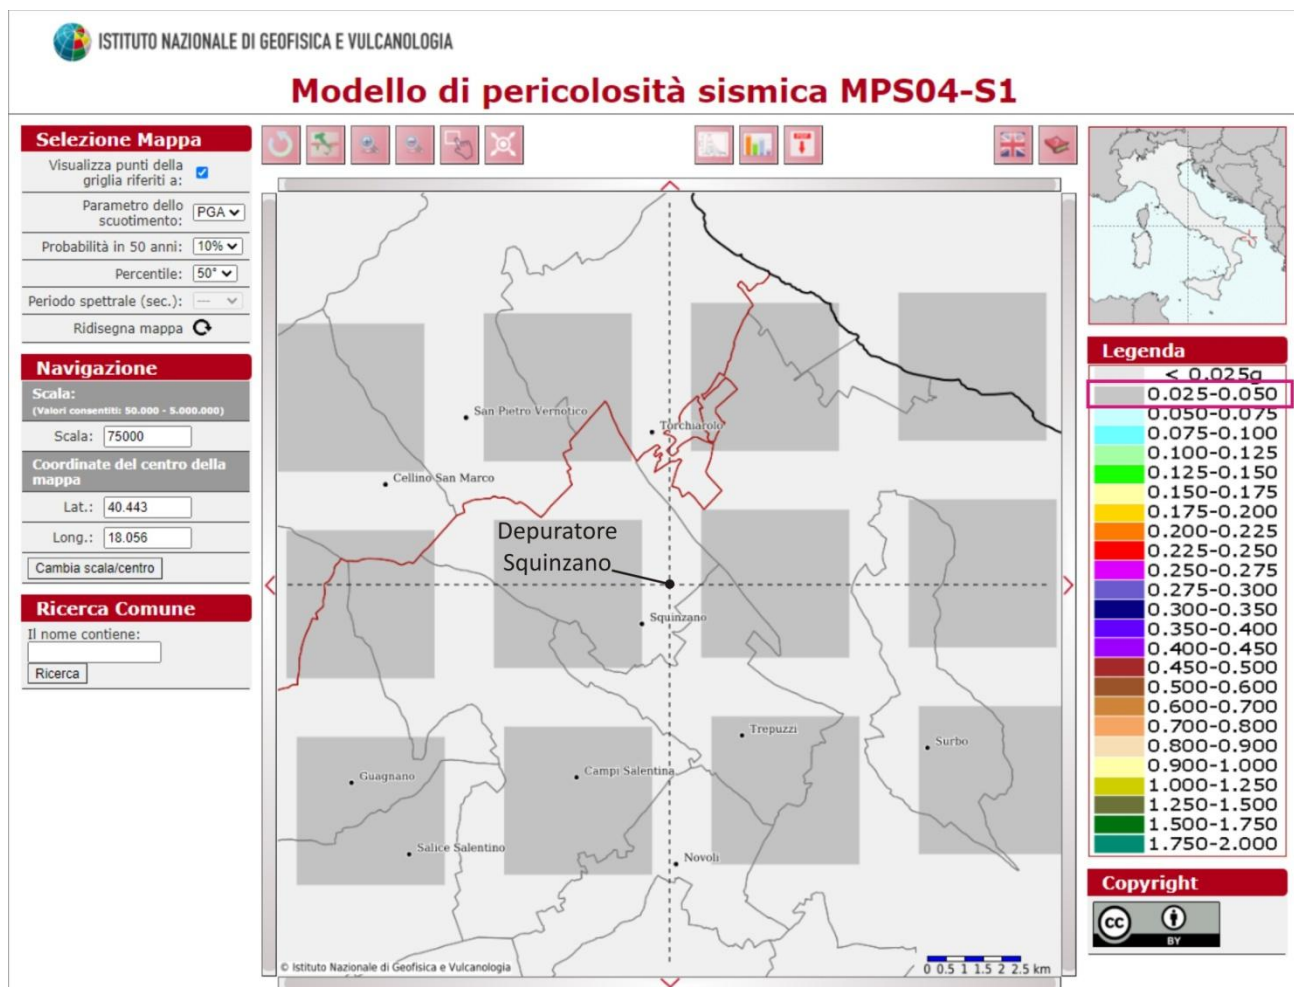 ISTITUTO NAZIONALE DI GEOFISICA E VULCANOLOGIA
Modello di pericolosità sismica MPS04-S1
Selezione Mappa
Visualizza punti della
griglia riferiti a:
Parametro dello
scuotimento: PGA
Probabilità in 50 anni: 10%
Percentile: 50°
Periodo spettrale (sec.): ---
Ridisegna mappa
Navigazione
Scala:
(Valori consentiti: 50.000 - 5.000.000)
Scala: 75000
Coordinate del centro della
mappa
Lat.: 40.443
Long.: 18.056
Cambia scala/centro
Ricerca Comune
Il nome contiene:
Ricerca
PDF
San Pietro Vernotico
Torchiarolo
Cellino San Marco
Depuratore
Squinzano
Squinzano
Trepuzzi
Surbo
Guagnano
Campi Salentina
Salice Salentino
Novoli
© Istituto Nazionale di Geofisica e Vulcanologia
0 0.5 1 1.5 2 2.5 km
Legenda
< 0.025g
0.025-0.050
0.050-0.075
0.075-0.100
0.100-0.125
0.125-0.150
0.150-0.175
0.175-0.200
0.200-0.225
0.225-0.250
0.250-0.275
0.275-0.300
0.300-0.350
0.350-0.400
0.400-0.450
0.450-0.500
0.500-0.600
0.600-0.700
0.700-0.800
0.800-0.900
0.900-1.000
1.000-1.250
1.250-1.500
1.500-1.750
1.750-2.000
Copyright
cc
BY